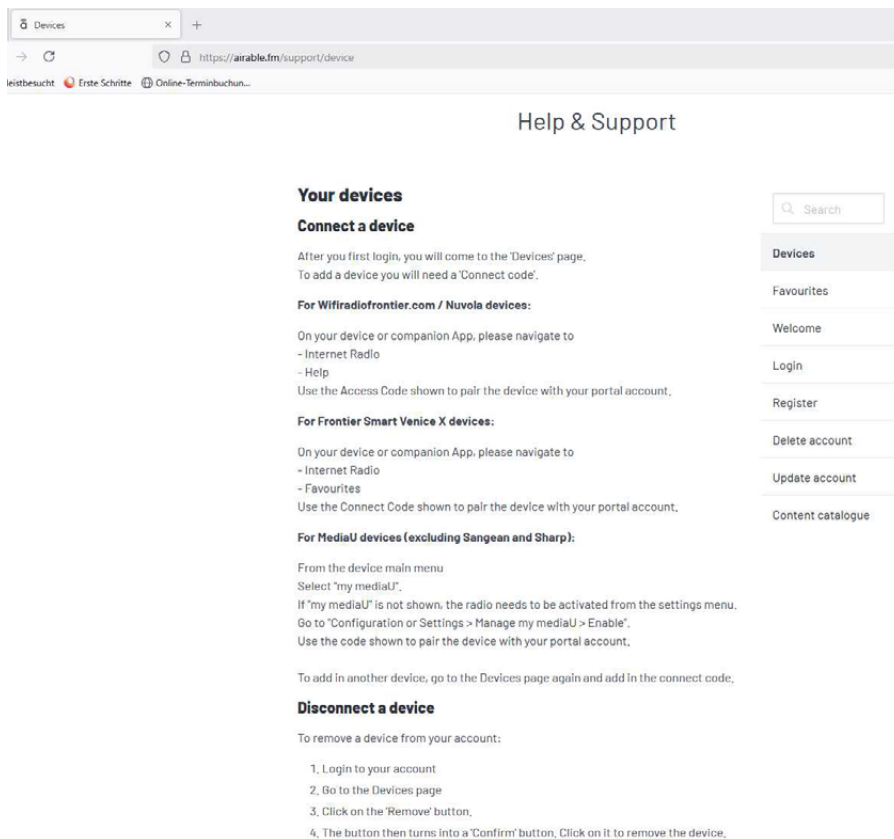 ă Devices
https://airable.fm/support/device
leistbesucht Erste Schritte Online-Terminbuchun...
Help & Support
Your devices
Connect a device
After you first login, you will come to the 'Devices' page.
To add a device you will need a 'Connect code'.
For Wifiradiofrontier.com / Nuvola devices:
On your device or companion App, please navigate to
- Internet Radio
- Help
Use the Access Code shown to pair the device with your portal account.
For Frontier Smart Venice X devices:
On your device or companion App, please navigate to
- Internet Radio
- Favourites
Use the Connect Code shown to pair the device with your portal account.
For MediaU devices (excluding Sangean and Sharp):
From the device main menu
Select "my mediaU".
If "my mediaU" is not shown, the radio needs to be activated from the settings menu.
Go to "Configuration or Settings > Manage my mediaU > Enable".
Use the code shown to pair the device with your portal account.
To add in another device, go to the Devices page again and add in the connect code.
Disconnect a device
To remove a device from your account:
1. Login to your account
2. Go to the Devices page
3. Click on the 'Remove' button.
4. The button then turns into a 'Confirm' button. Click on it to remove the device.
Search
Devices
Favourites
Welcome
Login
Register
Delete account
Update account
Content catalogue